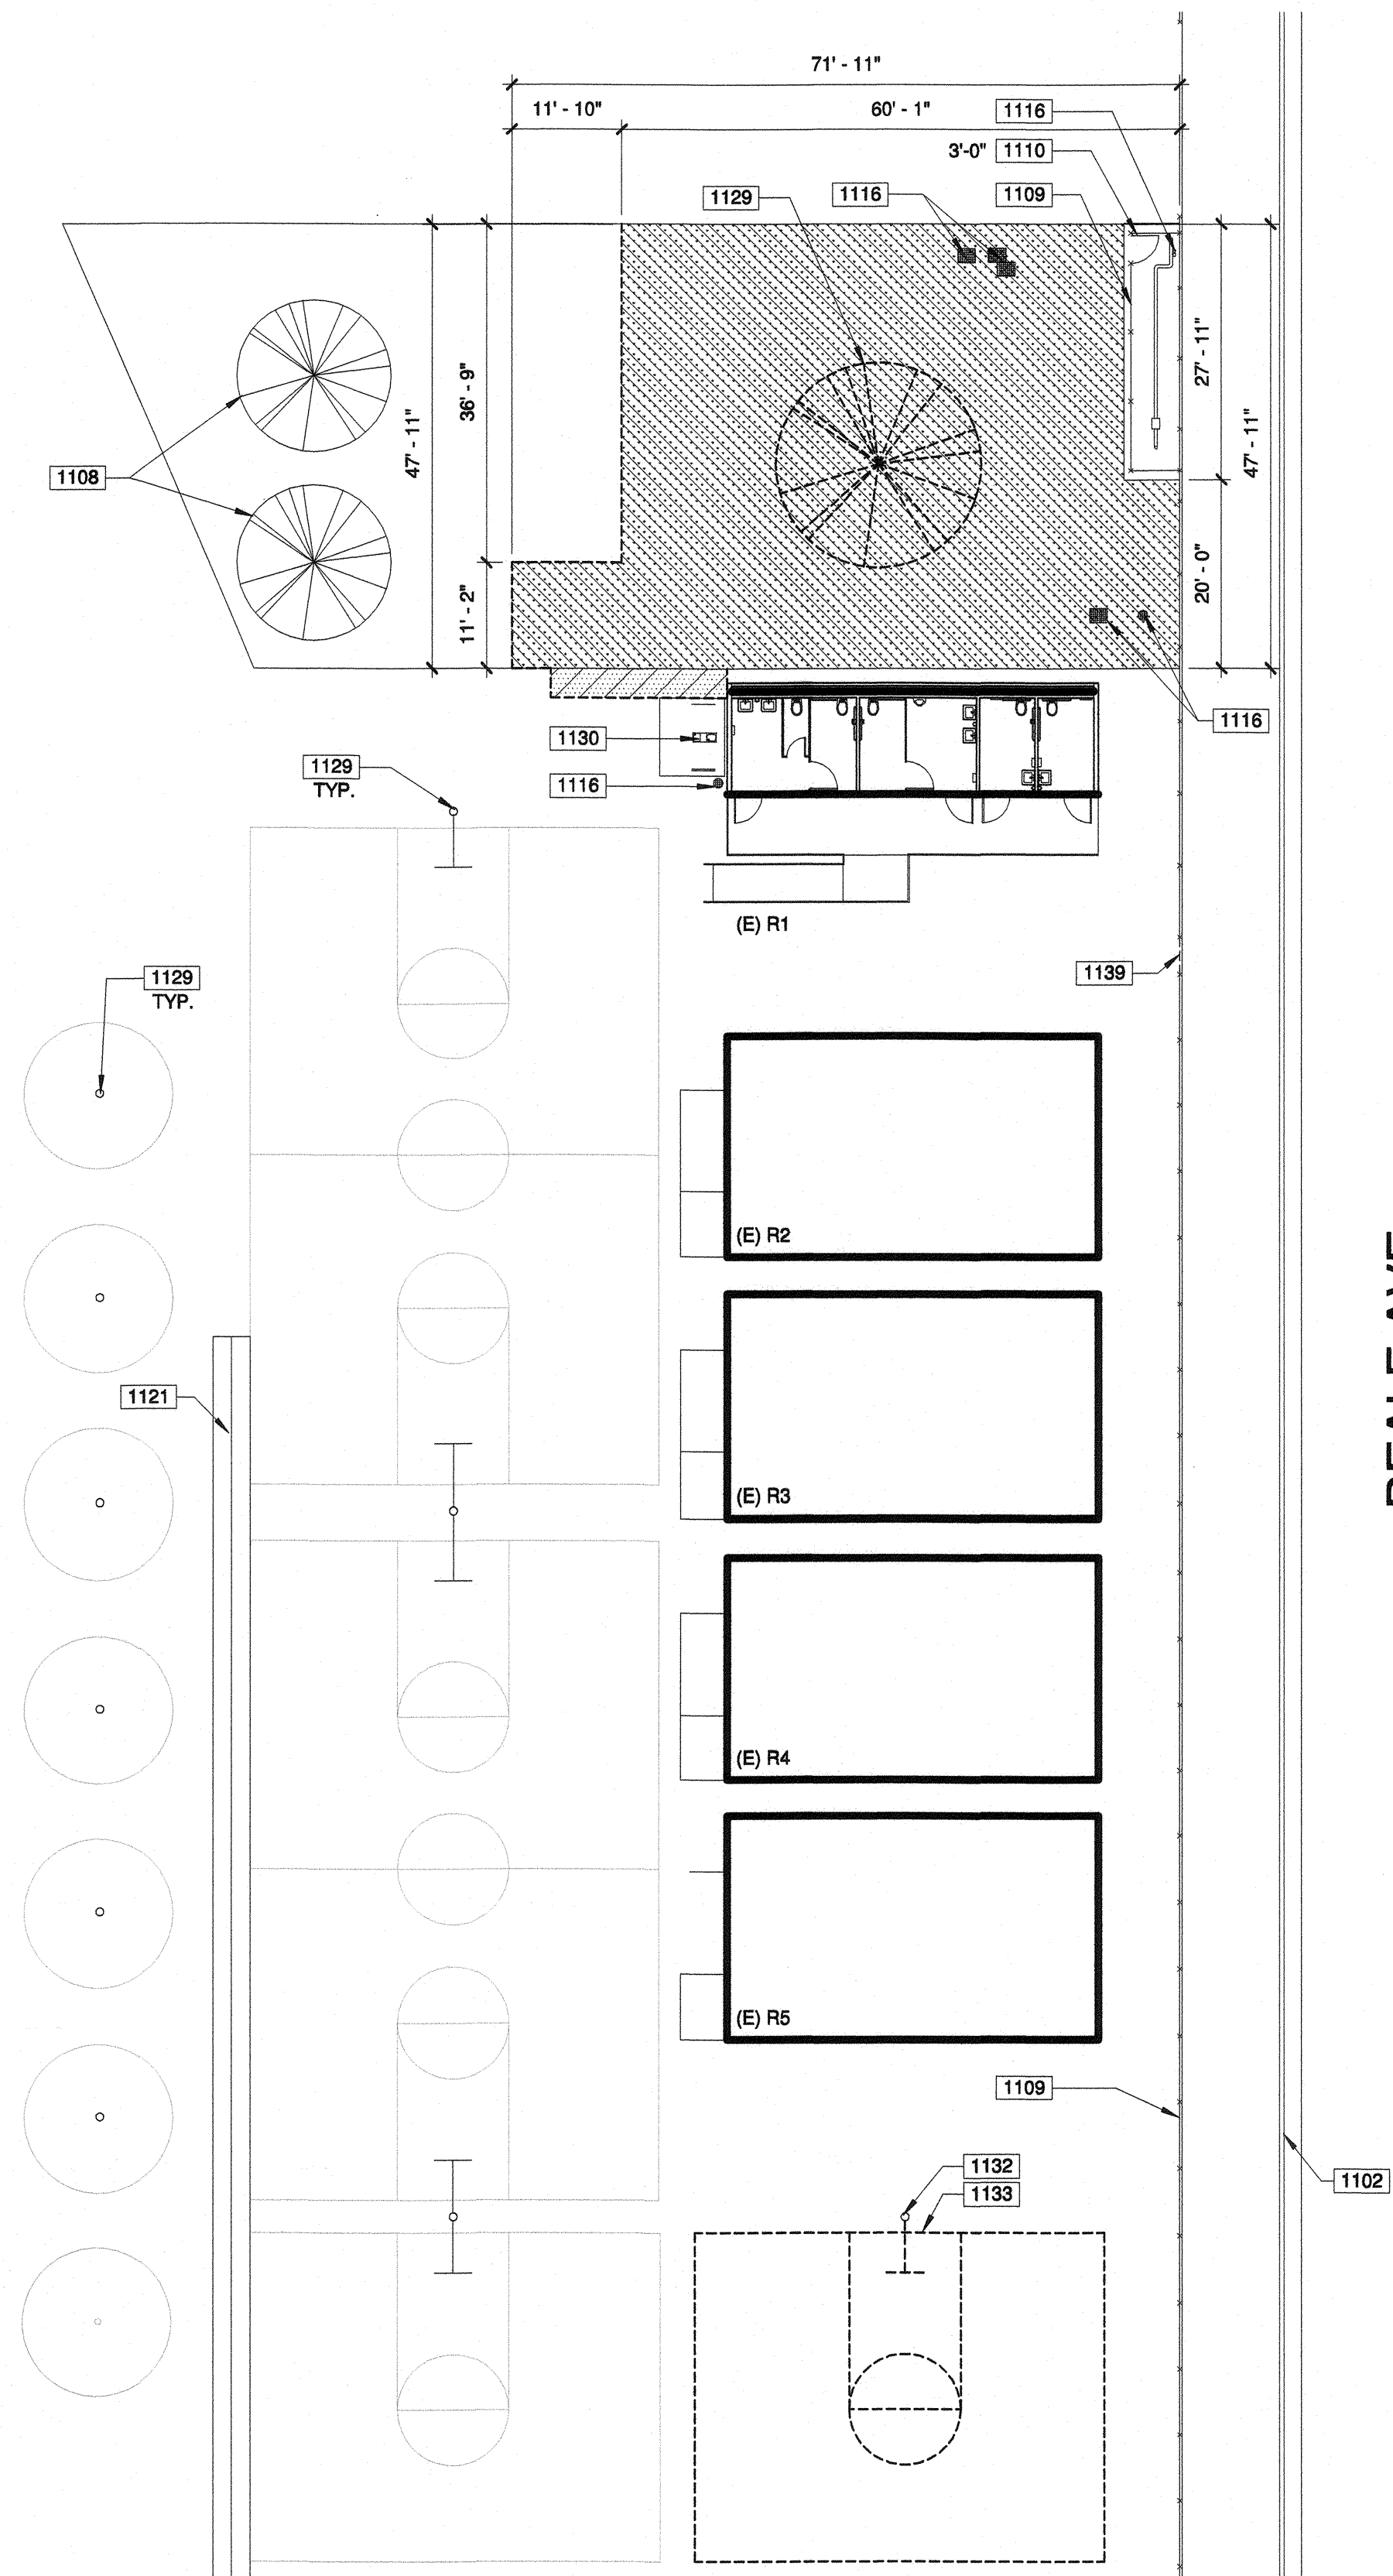 71' - 11"
11' - 10"
60' - 1"
1116
3'-0" 1110
1129
1116
1109
36' - 9"
47' - 11"
27' - 11"
47' - 11"
1108
11' - 2"
20' - 0"
1116
1130
1129
TYP.
1116
(E) R1
1139
1129
TYP.
(E) R2
1121
(E) R3
(E) R4
(E) R5
1109
1132
1133
1102